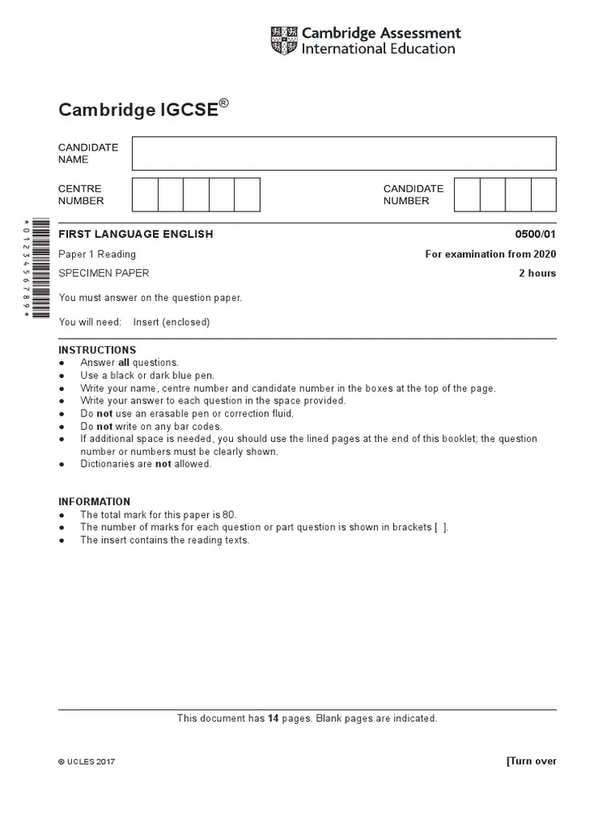 Cambridge Assessment
International Education
Cambridge IGCSE®
CANDIDATE
NAME
CENTRE
NUMBER
CANDIDATE
NUMBER
*0123456789*
FIRST LANGUAGE ENGLISH 0500/01
Paper 1 Reading For examination from 2020
SPECIMEN PAPER 2 hours
You must answer on the question paper.
You will need: Insert (enclosed)
INSTRUCTIONS
● Answer all questions.
● Use a black or dark blue pen.
● Write your name, centre number and candidate number in the boxes at the top of the page.
● Write your answer to each question in the space provided.
● Do not use an erasable pen or correction fluid.
● Do not write on any bar codes.
● If additional space is needed, you should use the lined pages at the end of this booklet; the question
number or numbers must be clearly shown.
● Dictionaries are not allowed.
INFORMATION
● The total mark for this paper is 80.
● The number of marks for each question or part question is shown in brackets [ ].
● The insert contains the reading texts.
This document has 14 pages. Blank pages are indicated.
© UCLES 2017 [Turn over